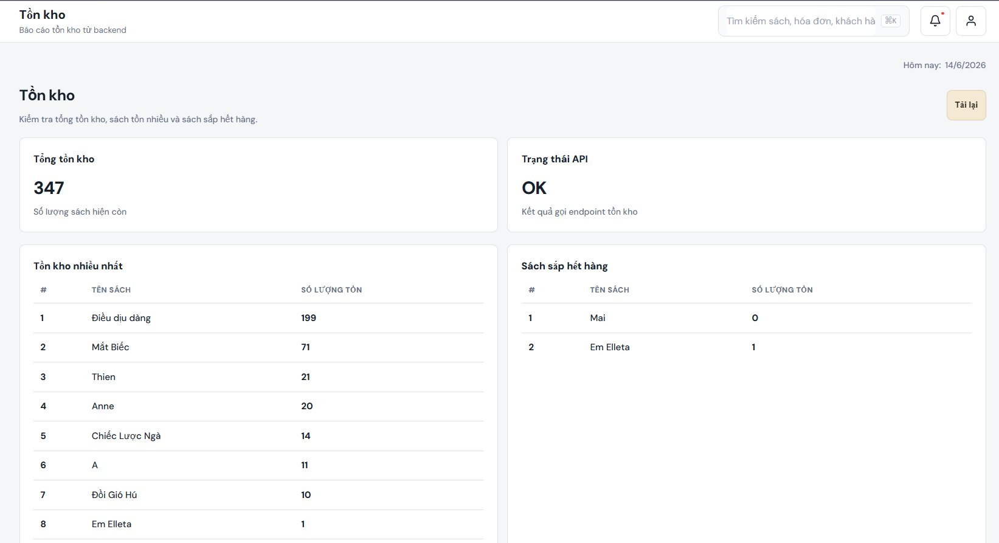 Tồn kho
Báo cáo tồn kho từ backend
Tìm kiếm sách, hóa đơn, khách hà
⌘K
Hôm nay: 14/6/2026
Tồn kho
Kiểm tra tổng tồn kho, sách tồn nhiều và sách sắp hết hàng.
Tải lại
Tổng tồn kho
347
Số lượng sách hiện còn
Trạng thái API
OK
Kết quả gọi endpoint tồn kho
Tồn kho nhiều nhất
# TÊN SÁCH SỐ LƯỢNG TỒN
1 Điều dịu dàng 199
2 Mắt Biếc 71
3 Thien 21
4 Anne 20
5 Chiếc Lược Ngà 14
6 A 11
7 Đồi Gió Hú 10
8 Em Elleta 1
Sách sắp hết hàng
# TÊN SÁCH SỐ LƯỢNG TỒN
1 Mai 0
2 Em Elleta 1